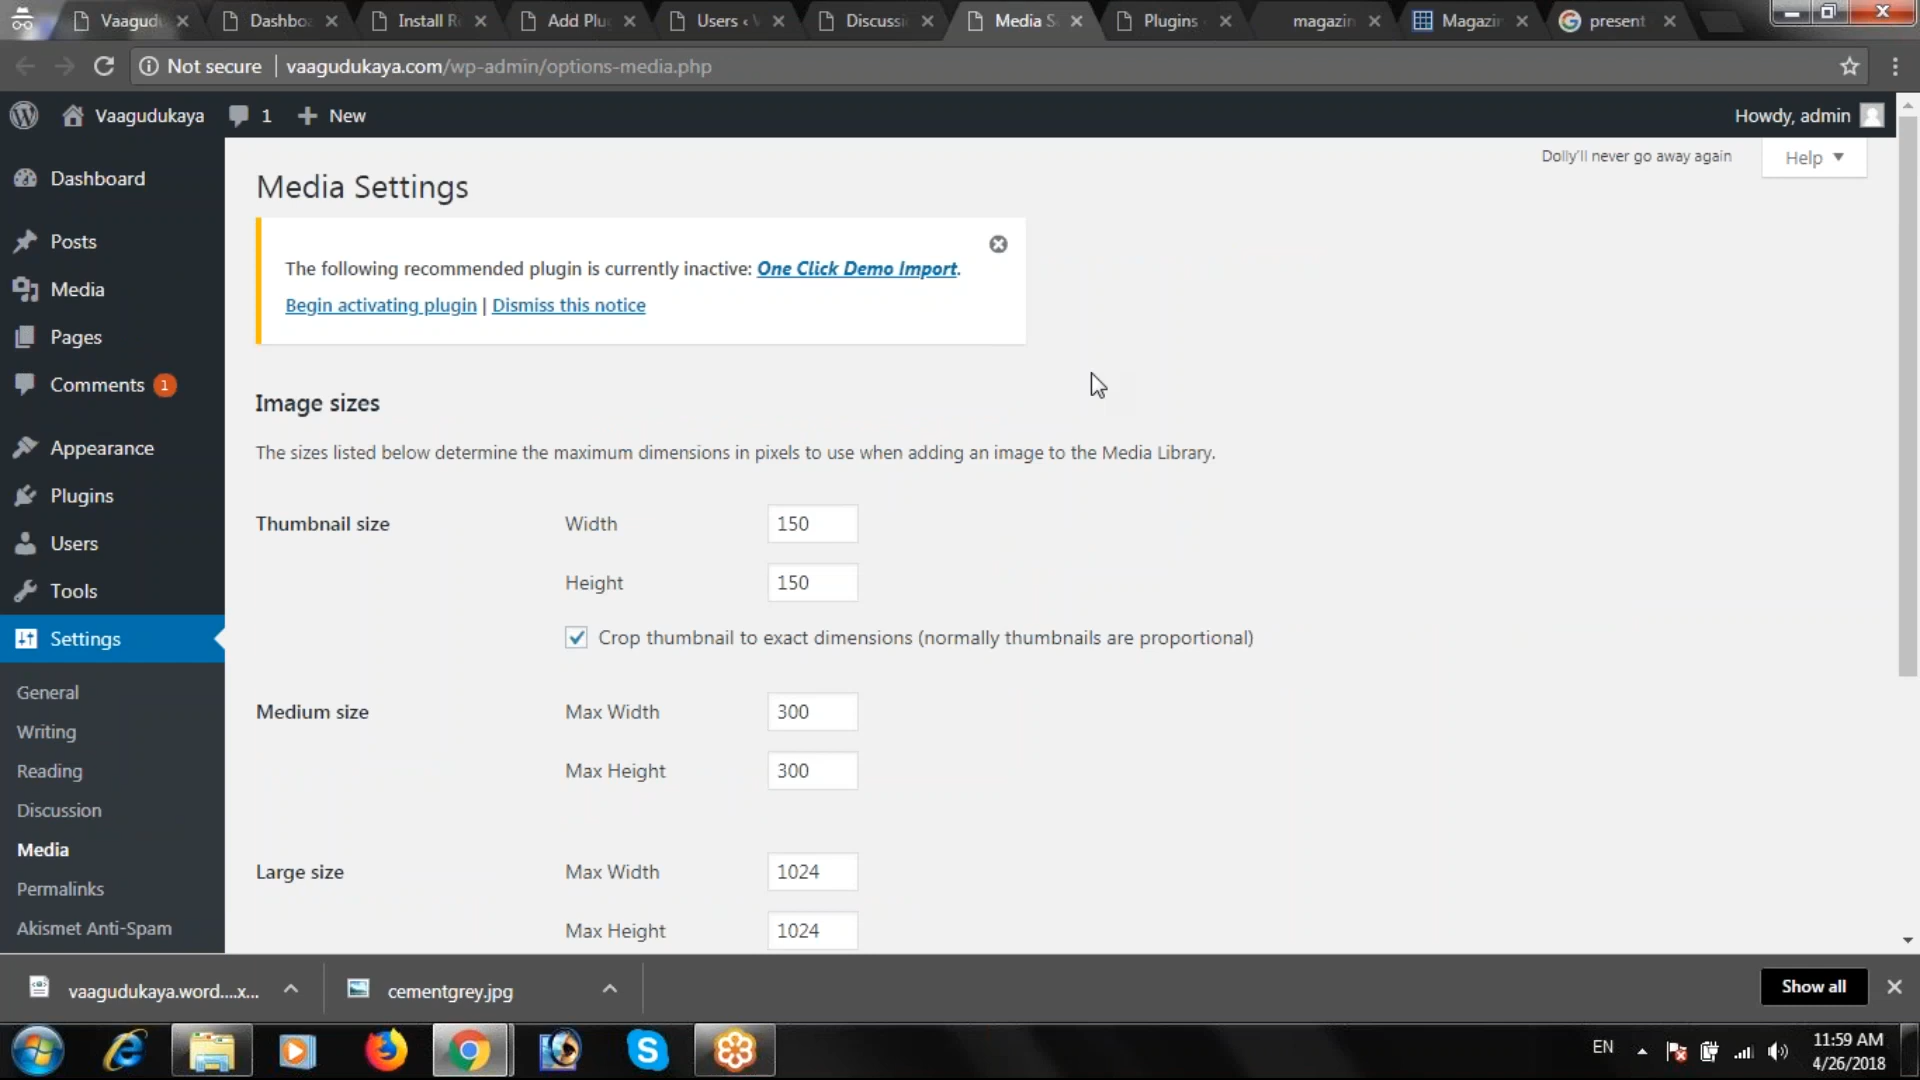 Vaagud
Dashbo
Install R
Add Plu
Users ‹
Discussi
Media S
Plugins
magazin
Magazin
present
Not secure | vaagudukaya.com/wp-admin/options-media.php
Vaagudukaya
1
New
Howdy, admin
Dolly'll never go away again
Help
Dashboard
Posts
Media
Pages
Comments 1
Appearance
Plugins
Users
Tools
Settings
General
Writing
Reading
Discussion
Media
Permalinks
Akismet Anti-Spam
Media Settings
The following recommended plugin is currently inactive: One Click Demo Import.
Begin activating plugin | Dismiss this notice
Image sizes
The sizes listed below determine the maximum dimensions in pixels to use when adding an image to the Media Library.
Thumbnail size
Width 150
Height 150
Crop thumbnail to exact dimensions (normally thumbnails are proportional)
Medium size
Max Width 300
Max Height 300
Large size
Max Width 1024
Max Height 1024
vaagudukaya.word....x...
cementgrey.jpg
Show all
EN
11:59 AM
4/26/2018